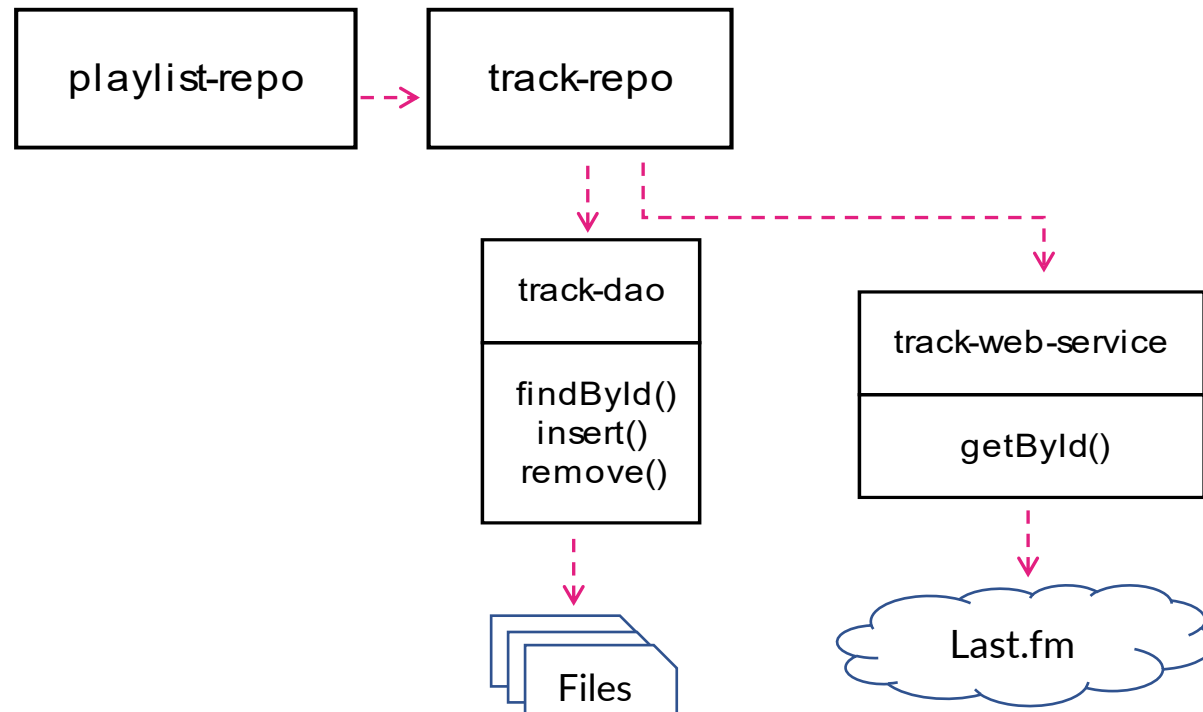 playlist-repo
track-repo
track-dao
findById()
insert()
remove()
track-web-service
getById()
Files
Last.fm